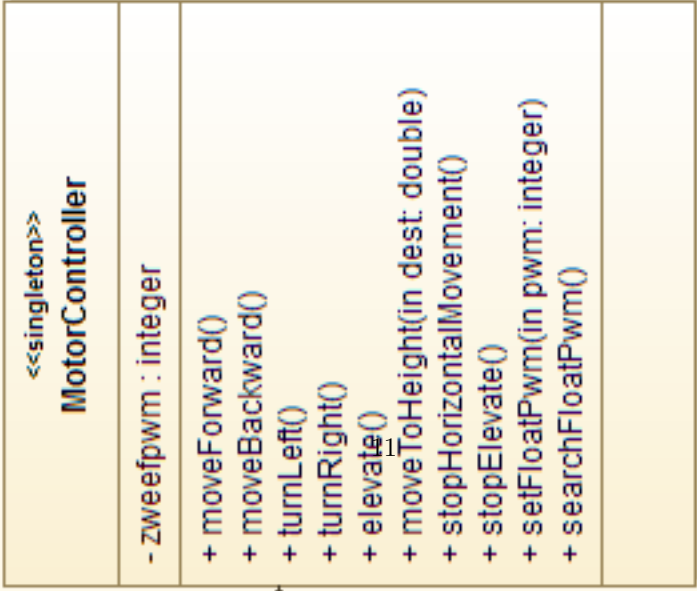 <<singleton>>
MotorController
- zweefpwm : integer
+ moveForward()
+ moveBackward()
+ turnLeft()
+ turnRight()
+ elevate()
+ moveToHeight(in dest: double)
+ stopHorizontalMovement()
+ stopElevate()
+ setFloatPwm(in pwm: integer)
+ searchFloatPwm()